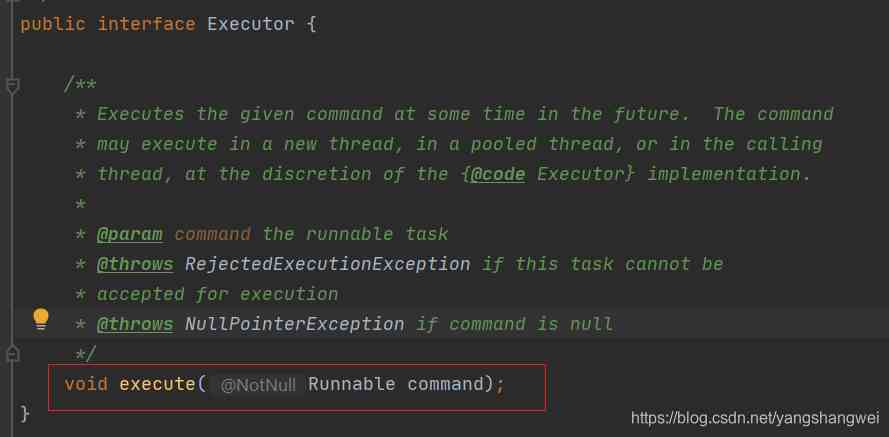 public interface Executor {
/**
* Executes the given command at some time in the future.  The command
* may execute in a new thread, in a pooled thread, or in the calling
* thread, at the discretion of the {@code Executor} implementation.
*
* @param command the runnable task
* @throws RejectedExecutionException if this task cannot be
* accepted for execution
* @throws NullPointerException if command is null
*/
void execute( @NotNull Runnable command);
}
https://blog.csdn.net/yangshangwei